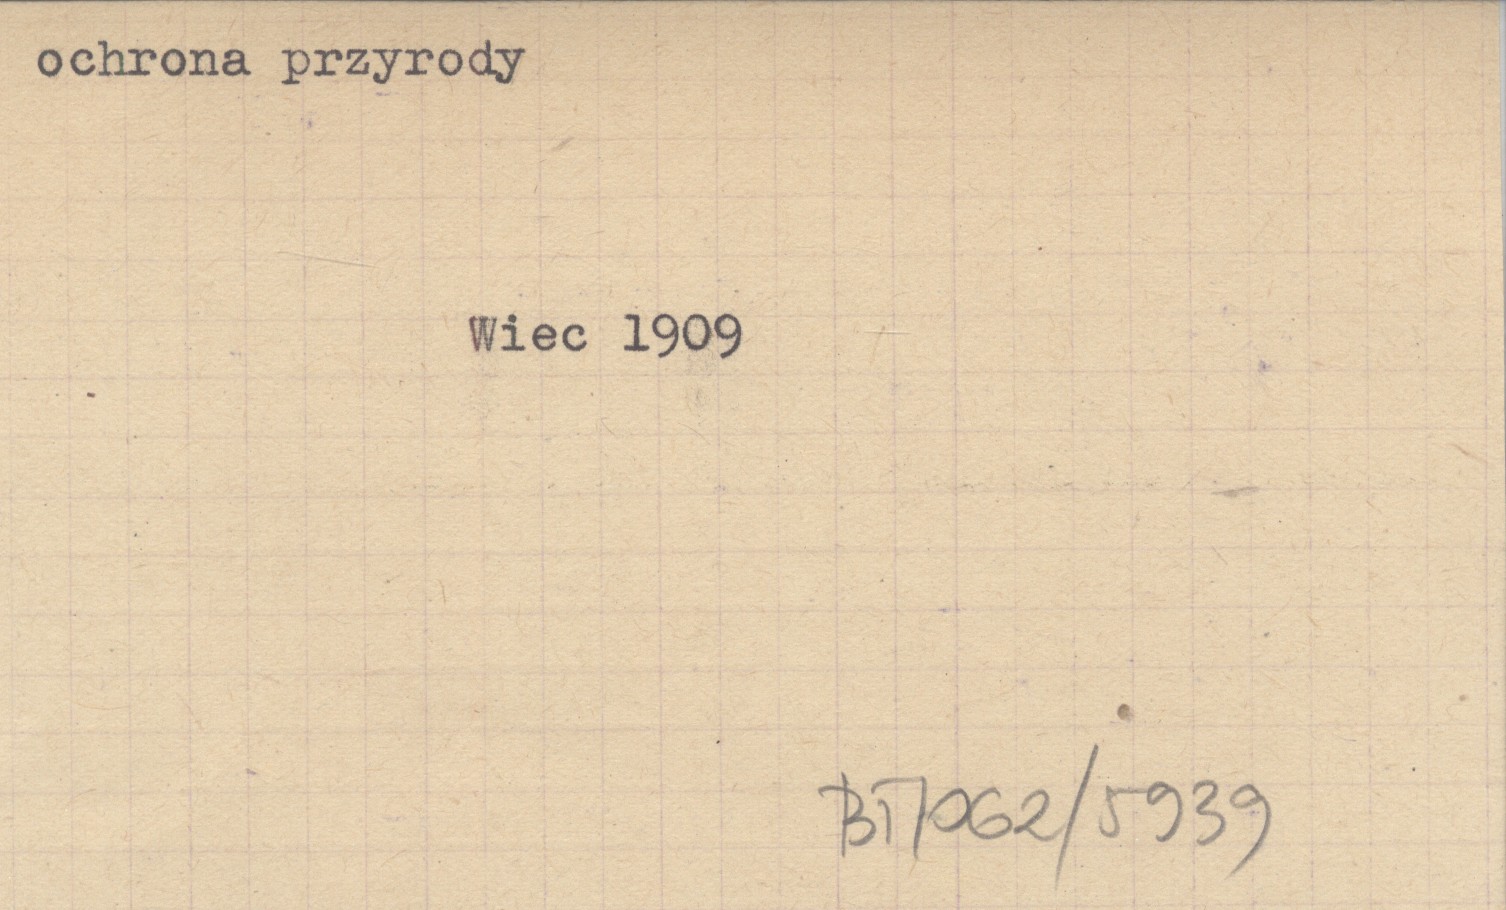 ochrona przyrody
Wiec 1909
BT/062/5939